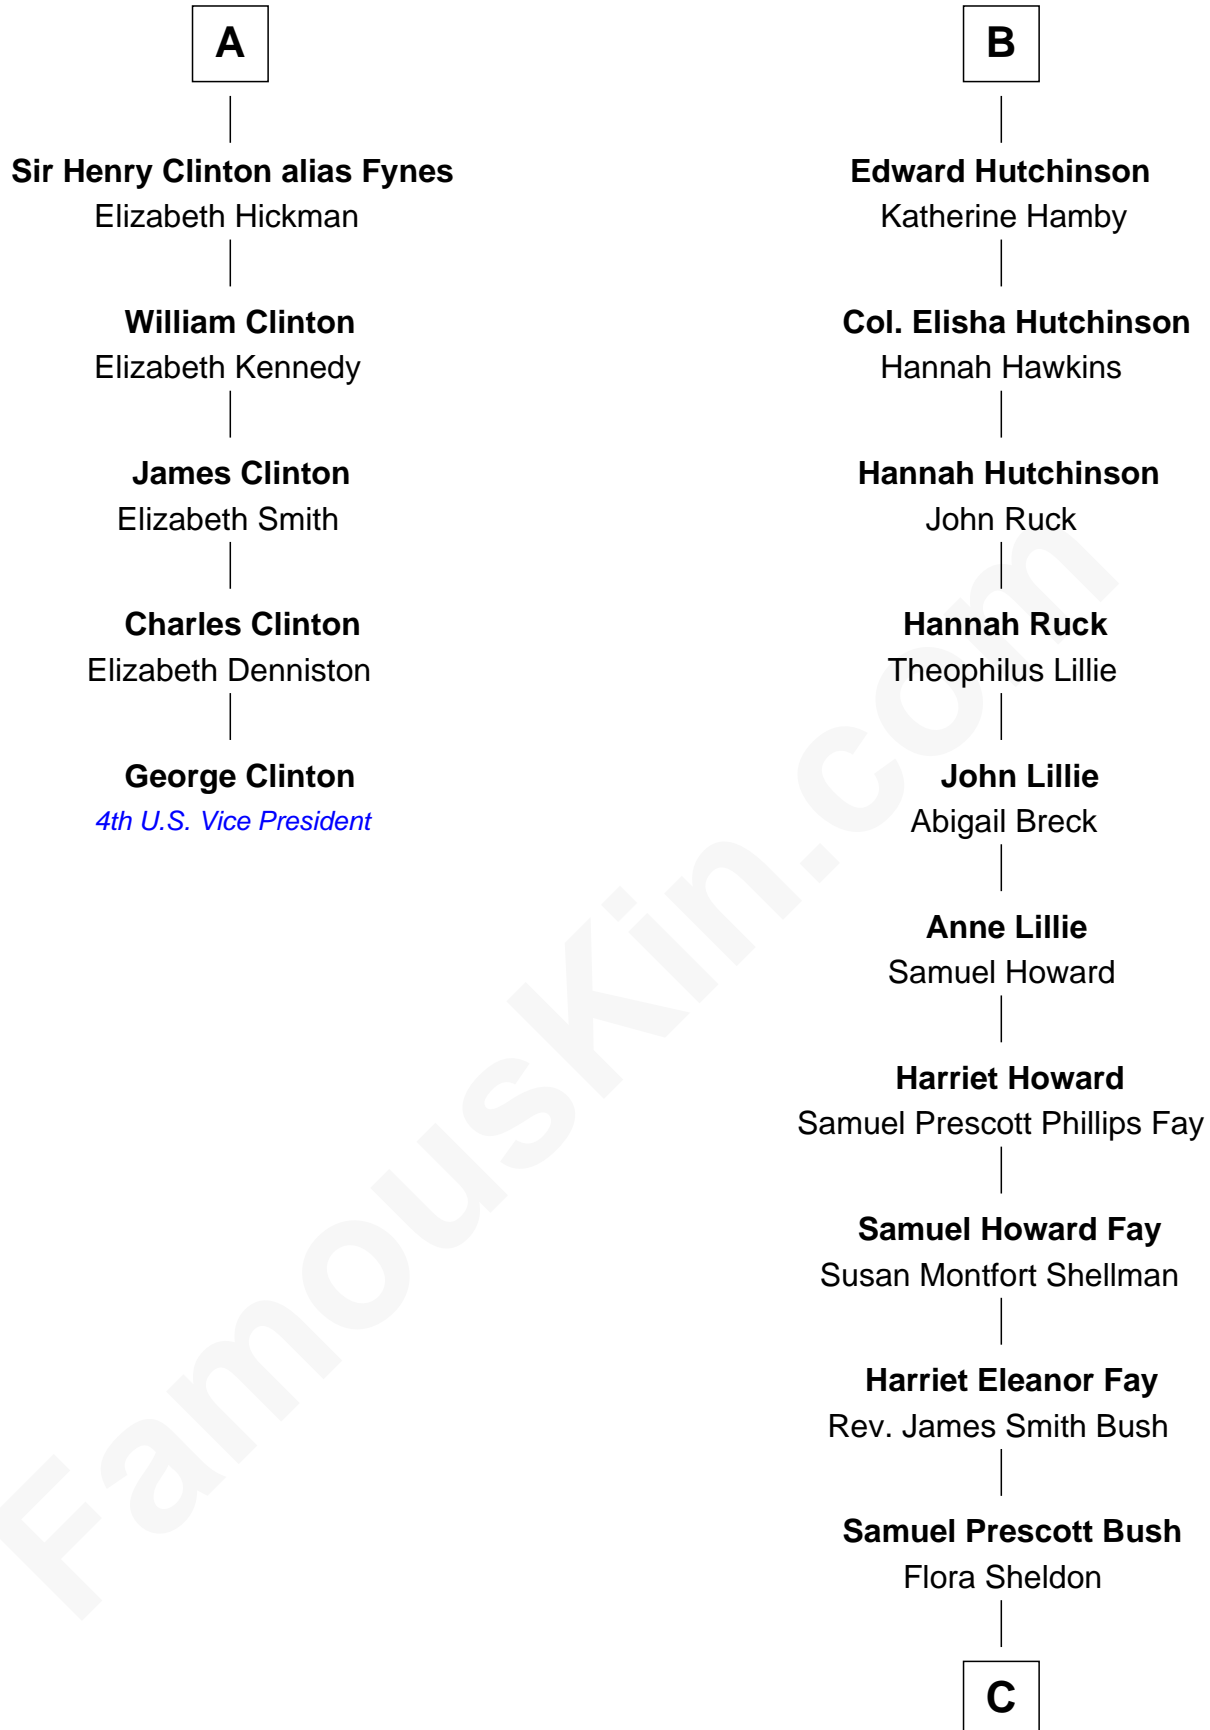 A
Sir Henry Clinton alias Fynes
Elizabeth Hickman
William Clinton
Elizabeth Kennedy
James Clinton
Elizabeth Smith
Charles Clinton
Elizabeth Denniston
George Clinton
4th U.S. Vice President
B
Edward Hutchinson
Katherine Hamby
Col. Elisha Hutchinson
Hannah Hawkins
Hannah Hutchinson
John Ruck
Hannah Ruck
Theophilus Lillie
John Lillie
Abigail Breck
Anne Lillie
Samuel Howard
Harriet Howard
Samuel Prescott Phillips Fay
Samuel Howard Fay
Susan Montfort Shellman
Harriet Eleanor Fay
Rev. James Smith Bush
Samuel Prescott Bush
Flora Sheldon
C
FamousKin.com